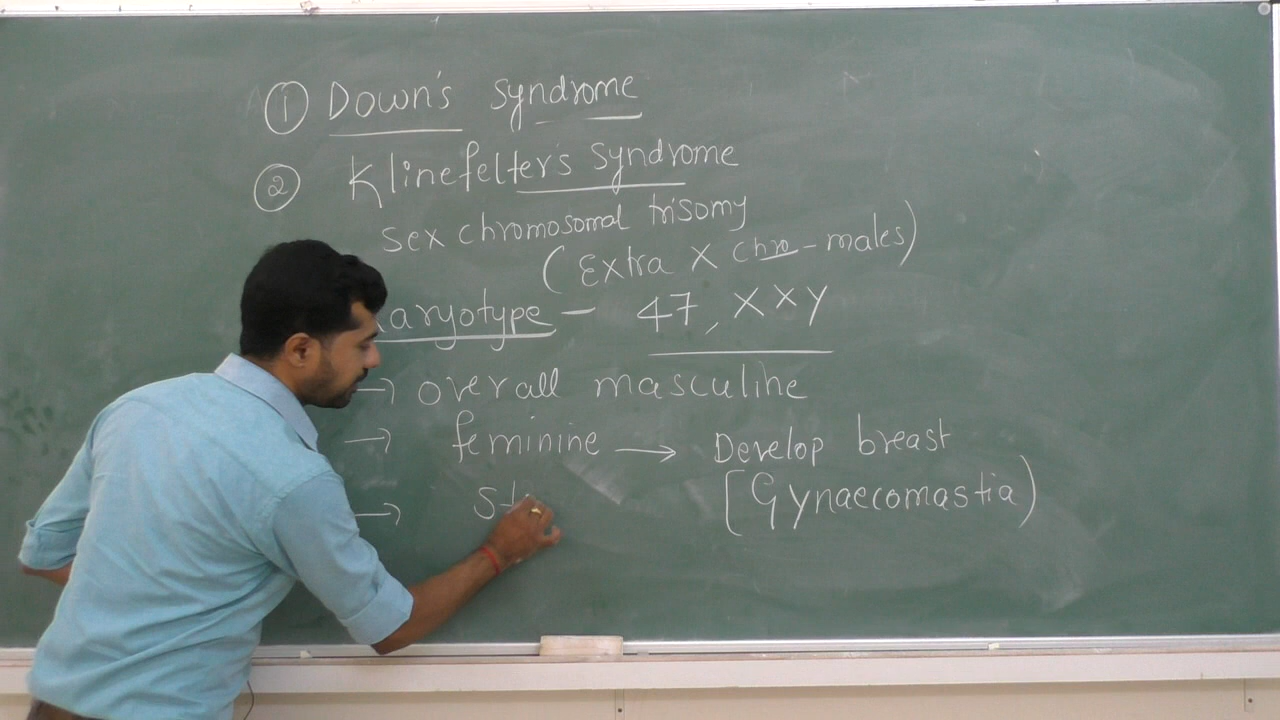 ① Down's syndrome
② Klinefelter's syndrome
sex chromosomal trisomy
(Extra X chro - males)
aryotype - 47, XXY
→ overall masculine
→ feminine → Develop breast
[Gynaecomastia)
→ st